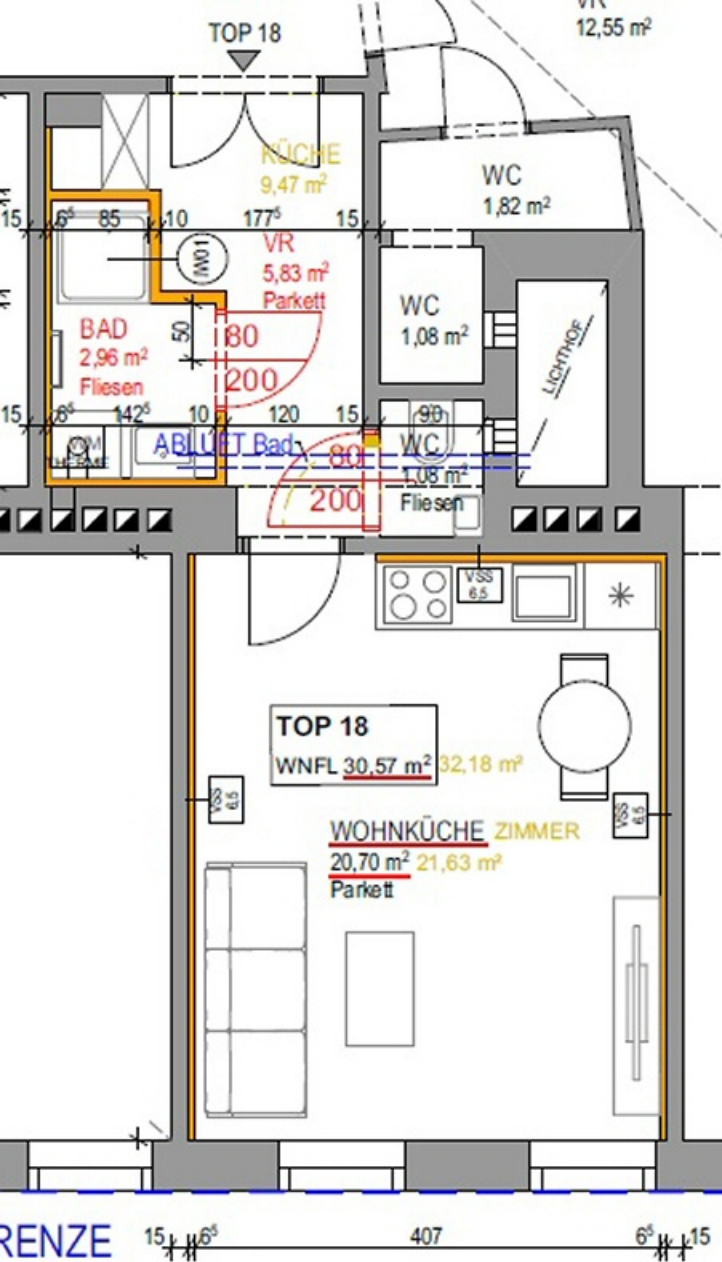 VR
12,55 m²
TOP 18
KÜCHE
9,47 m²
WC
1,82 m²
15 6⁵ 85 10 177⁵ 15
IW01
VR
5,83 m²
Parkett
WC
1,08 m²
LICHTHOF
BAD
2,96 m²
Fliesen
50
80
200
15 6⁵ 142⁵ 10 120 15 90
WM
THERME
ABLUFT Bad
80
200
WC
1,08 m²
Fliesen
VSS
6,5
TOP 18
WNFL 30,57 m² 32,18 m²
VSS
6,5
VSS
6,5
WOHNKÜCHE ZIMMER
20,70 m² 21,63 m²
Parkett
RENZE
15 6⁵ 407 6⁵ 15